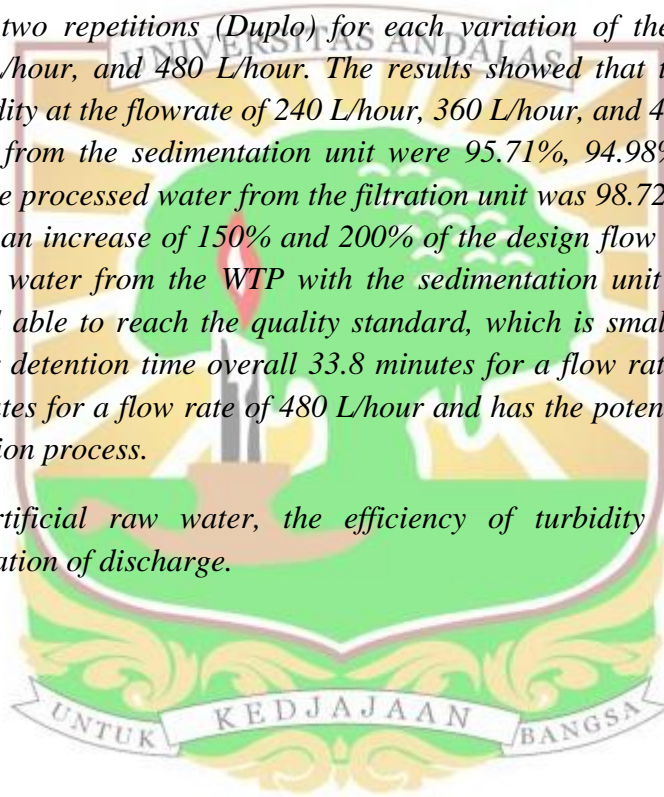 two repetitions (Duplo) for each variation of the
L/hour, and 480 L/hour. The results showed that t
dity at the flowrate of 240 L/hour, 360 L/hour, and 4
from the sedimentation unit were 95.71%, 94.98%
e processed water from the filtration unit was 98.72
an increase of 150% and 200% of the design flow
water from the WTP with the sedimentation unit
able to reach the quality standard, which is smal
detention time overall 33.8 minutes for a flow rat
tes for a flow rate of 480 L/hour and has the poten
ion process.
rtificial raw water, the efficiency of turbidity
ation of discharge.
UNIVERSITAS ANDALAS
UNTUK KEDJAJAAN BANGSA